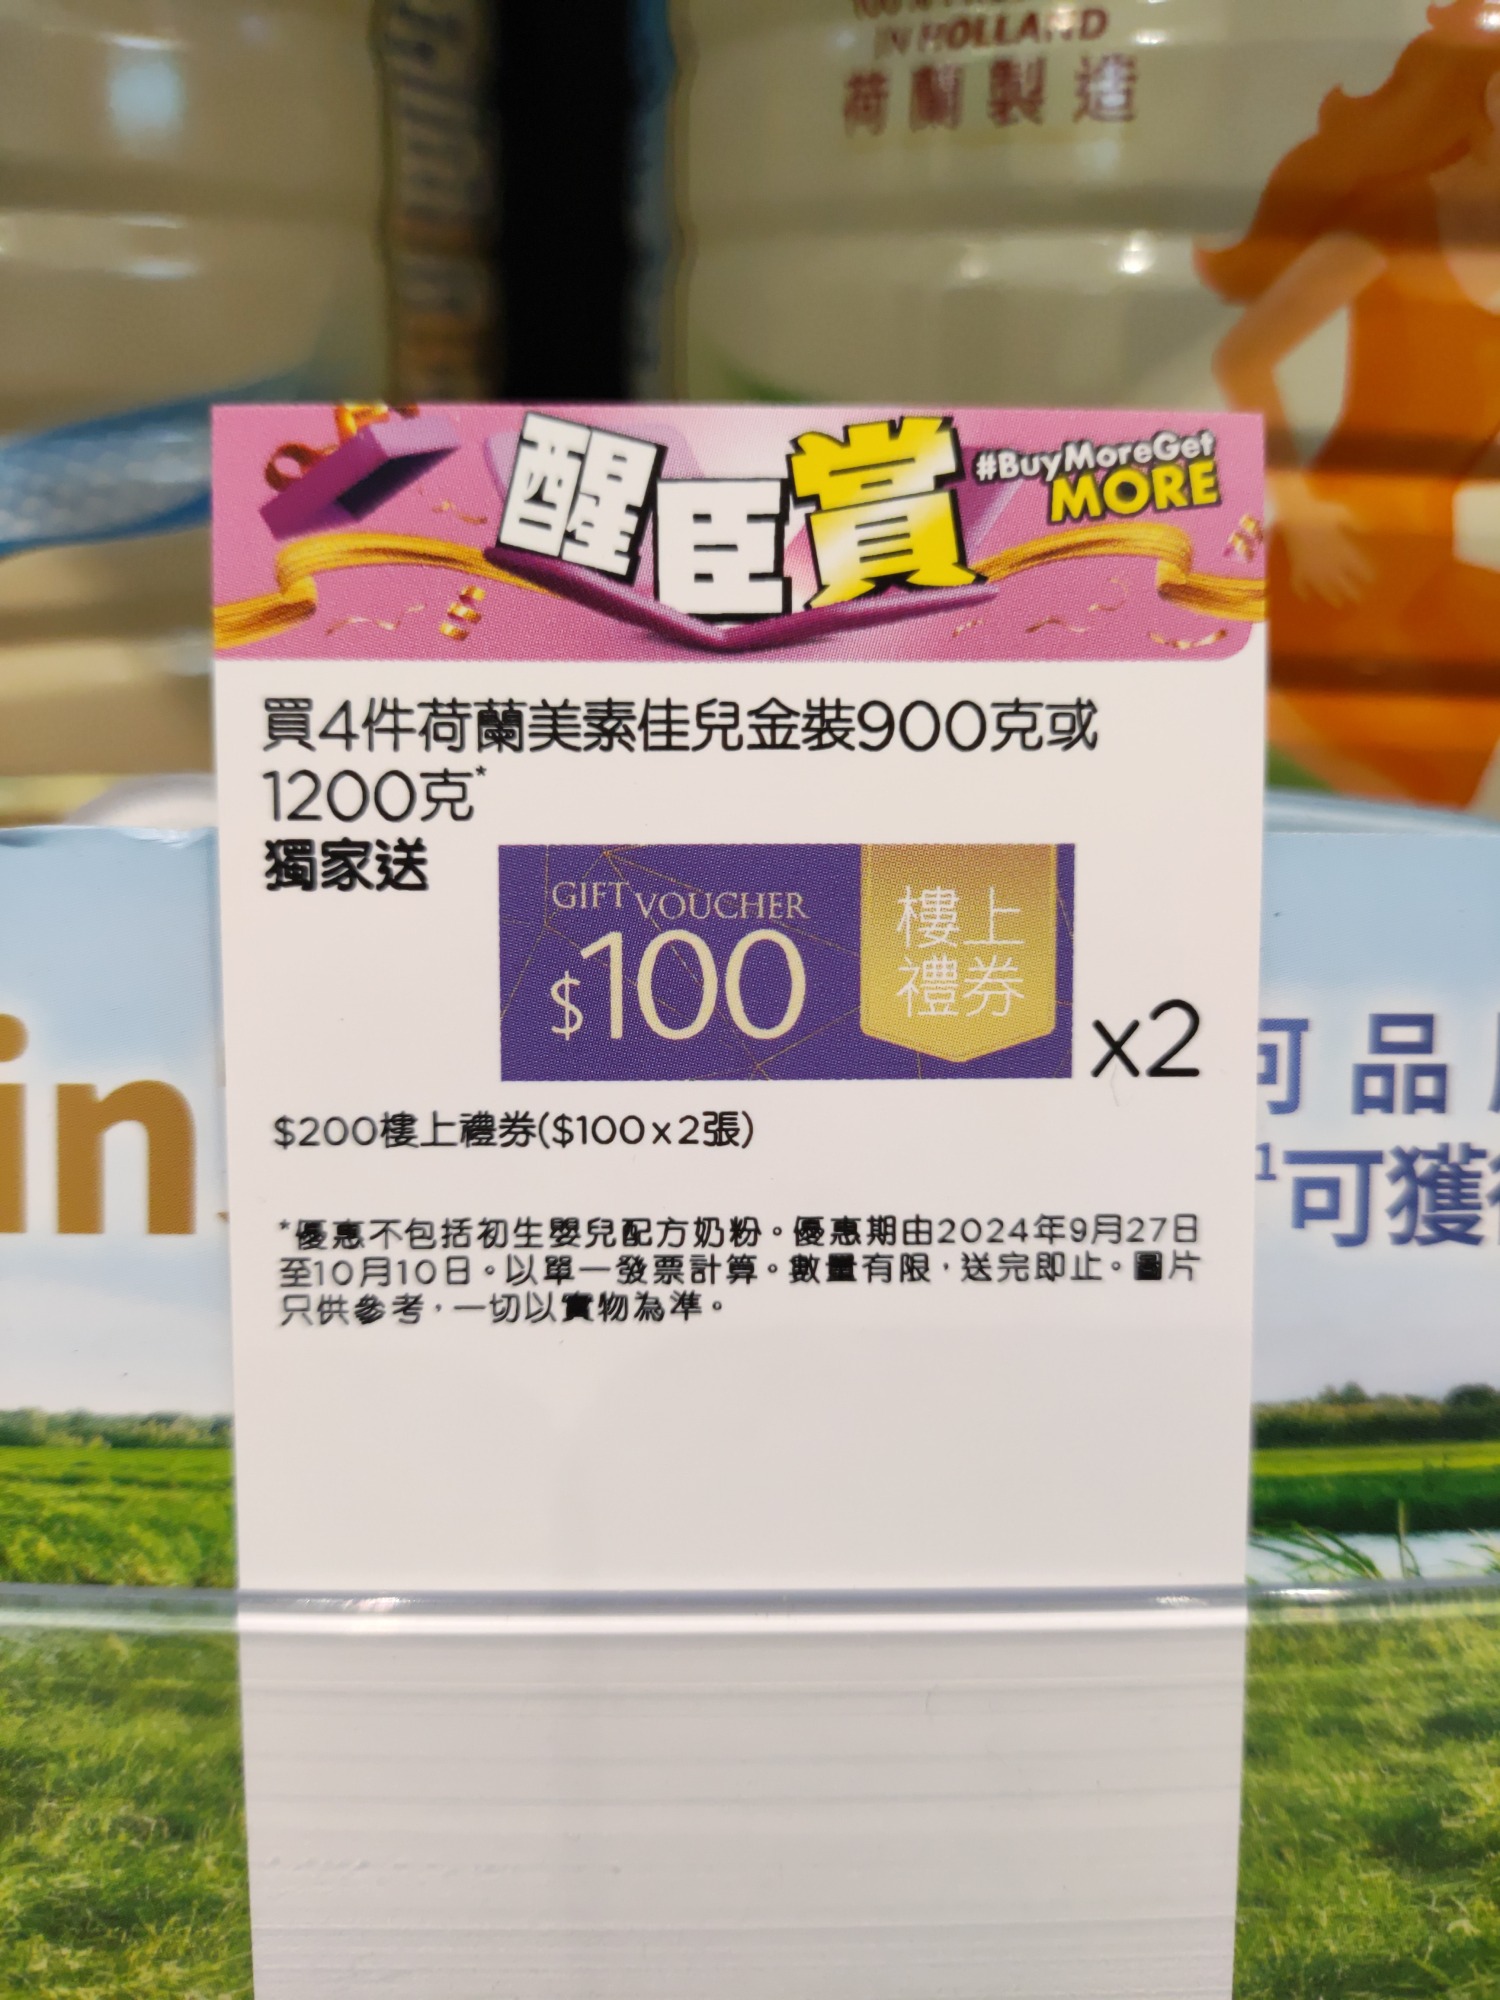 IN HOLLAND
荷蘭製造
醒臣賞
#BuyMoreGet
MORE
買4件荷蘭美素佳兒金裝900克或
1200克*
獨家送
GIFT VOUCHER
$100
樓上
禮券
x2
$200樓上禮券($100x2張)
*優惠不包括初生嬰兒配方奶粉。優惠期由2024年9月27日
至10月10日。以單一發票計算。數量有限,送完即止。圖片
只供參考,一切以實物為準。
in
品
1可獲